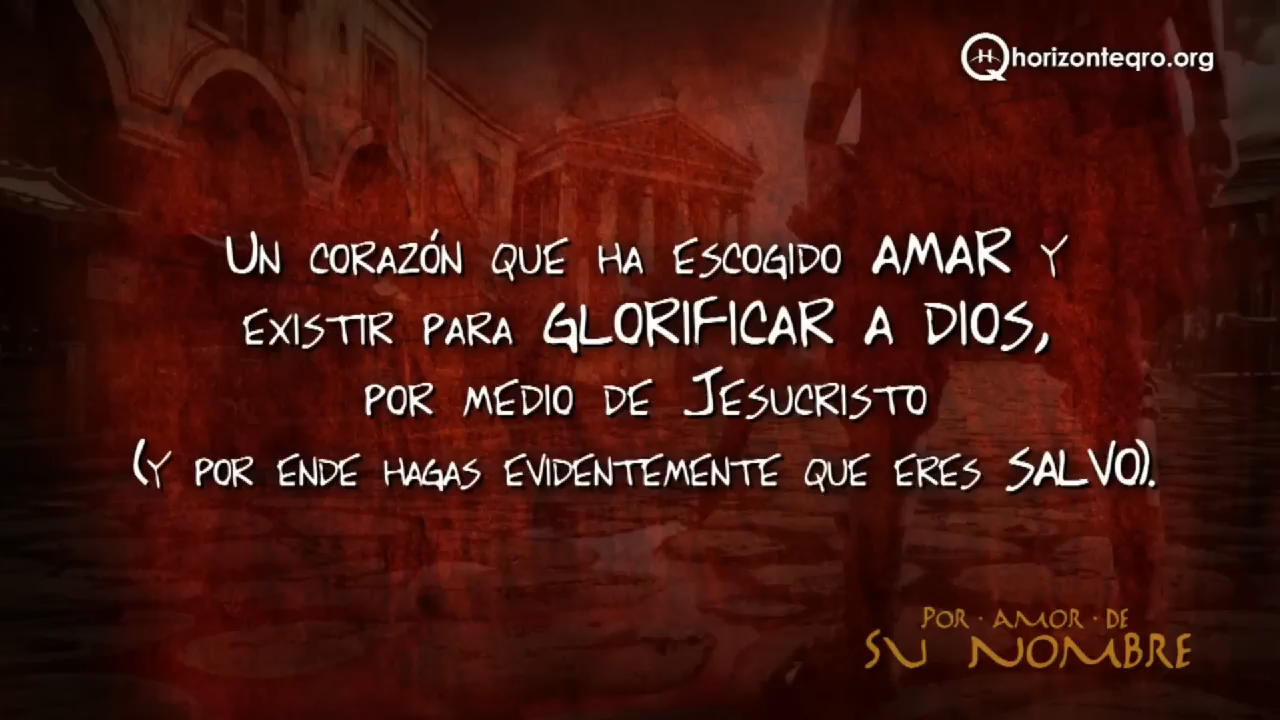 horizonteqro.org
Un corazón que ha escogido AMAR y
existir para GLORIFICAR A DIOS,
por medio de Jesucristo
(y por ende hagas evidentemente que eres SALVO).
POR · AMOR · DE
SU NOMBRE